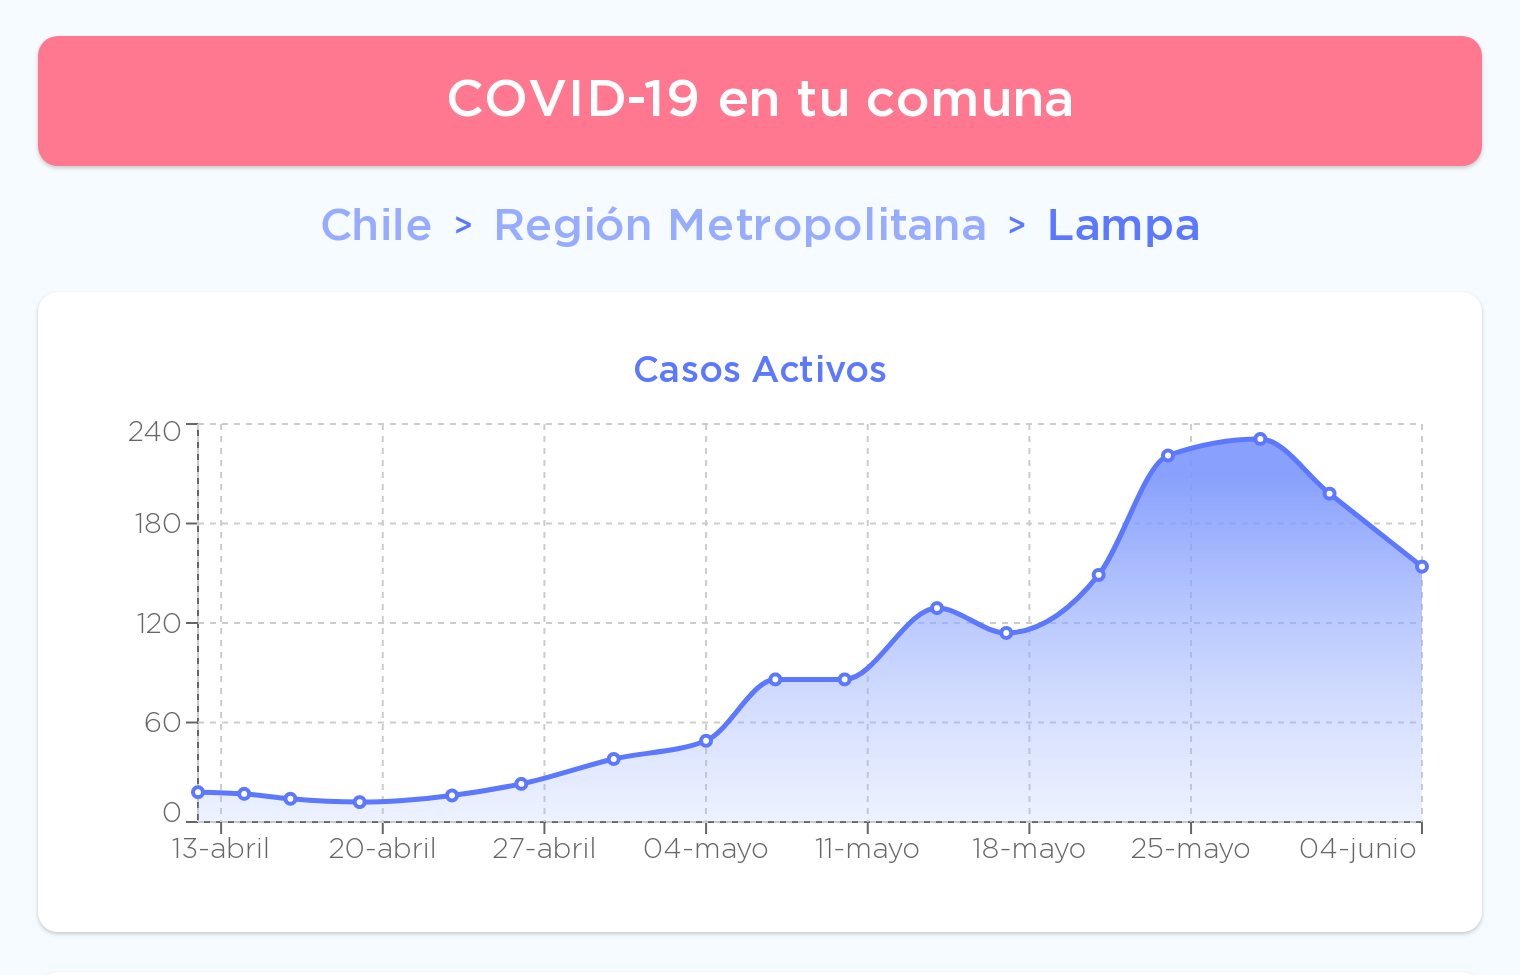 COVID-19 en tu comuna
Chile > Región Metropolitana > Lampa
Casos Activos
240
180
120
60
0
13-abril 20-abril 27-abril 04-mayo 11-mayo 18-mayo 25-mayo 04-junio